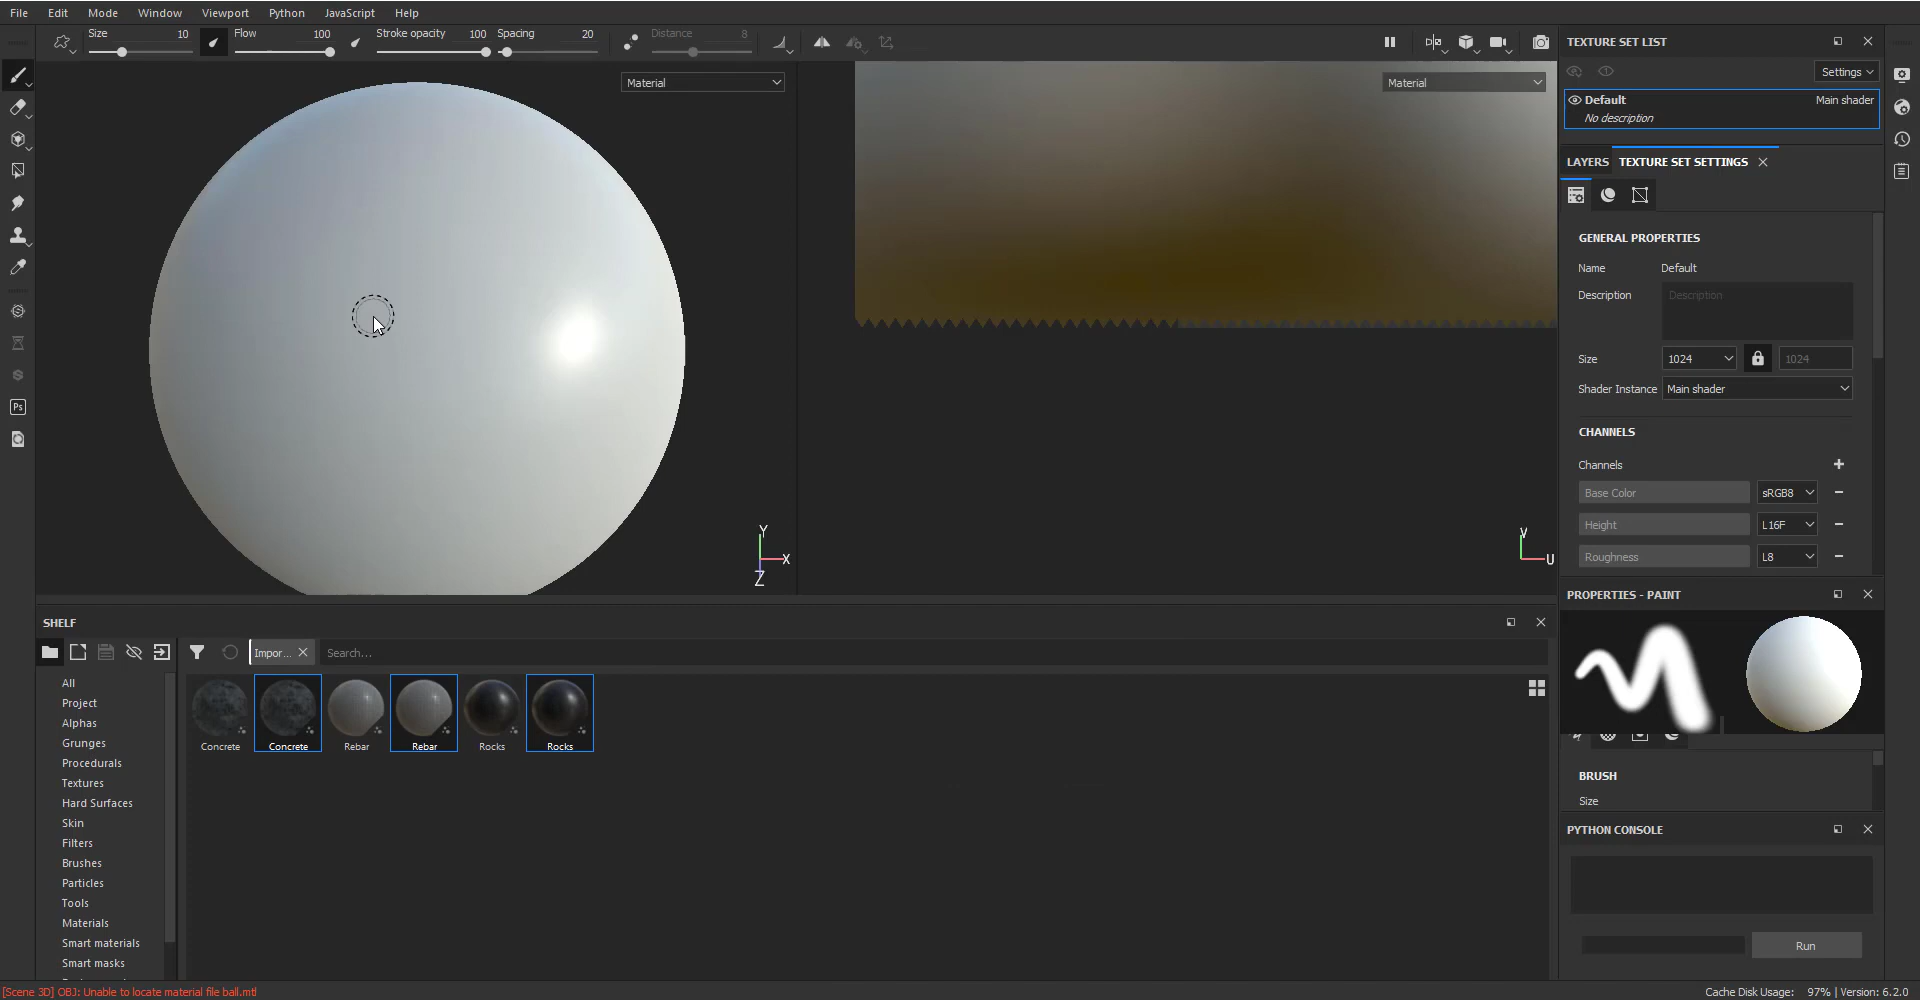 File Edit Mode Window Viewport Python JavaScript Help
Size 10 Flow 100 Stroke opacity 100 Spacing 20 Distance 8
Material
Material
Y
X
Z
V
U
TEXTURE SET LIST
Settings
Default Main shader
No description
LAYERS TEXTURE SET SETTINGS
GENERAL PROPERTIES
Name Default
Description Description
Size 1024 1024
Shader Instance Main shader
CHANNELS
Channels
Base Color sRGB8
Height L16F
Roughness L8
PROPERTIES - PAINT
BRUSH
Size
PYTHON CONSOLE
Run
Ps
SHELF
Impor... Search...
All
Project
Alphas
Grunges
Procedurals
Textures
Hard Surfaces
Skin
Filters
Brushes
Particles
Tools
Materials
Smart materials
Smart masks
Concrete Concrete Rebar Rebar Rocks Rocks
[Scene 3D] OBJ: Unable to locate material file ball.mtl
Cache Disk Usage: 97% | Version: 6.2.0